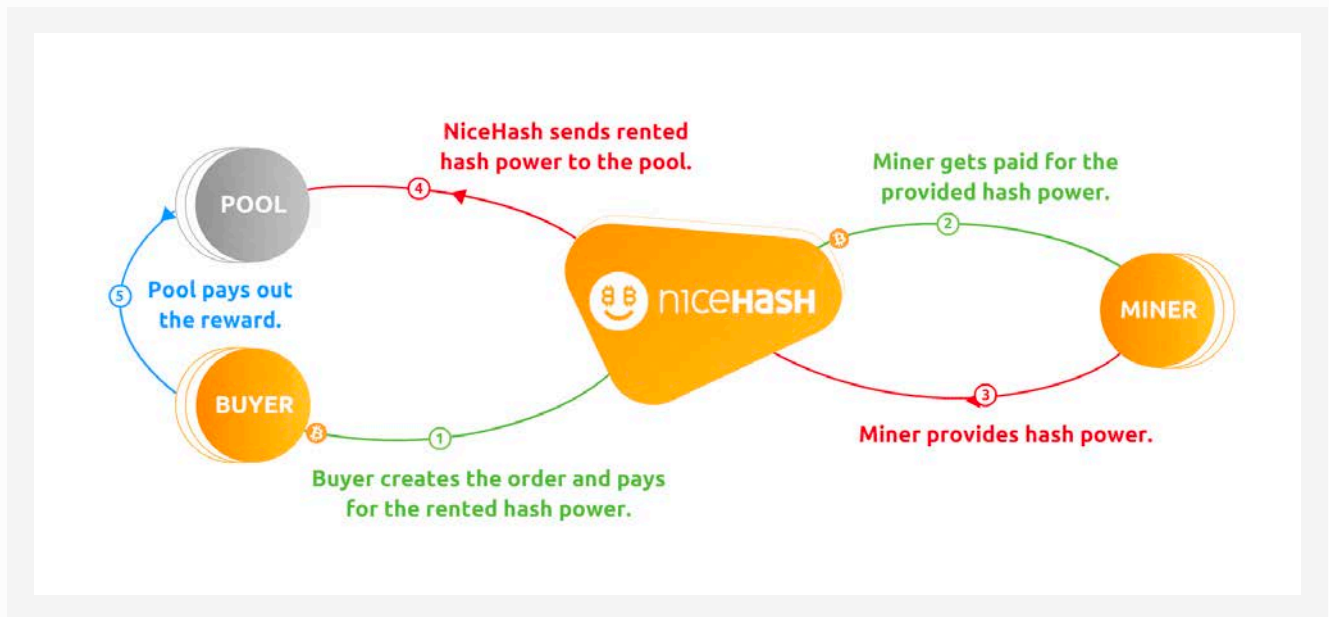 NiceHash sends rented
hash power to the pool.
4
POOL
Miner gets paid for the
provided hash power.
2
5
Pool pays out
the reward.
nıceHasH
MINER
BUYER
1
3
Miner provides hash power.
Buyer creates the order and pays
for the rented hash power.